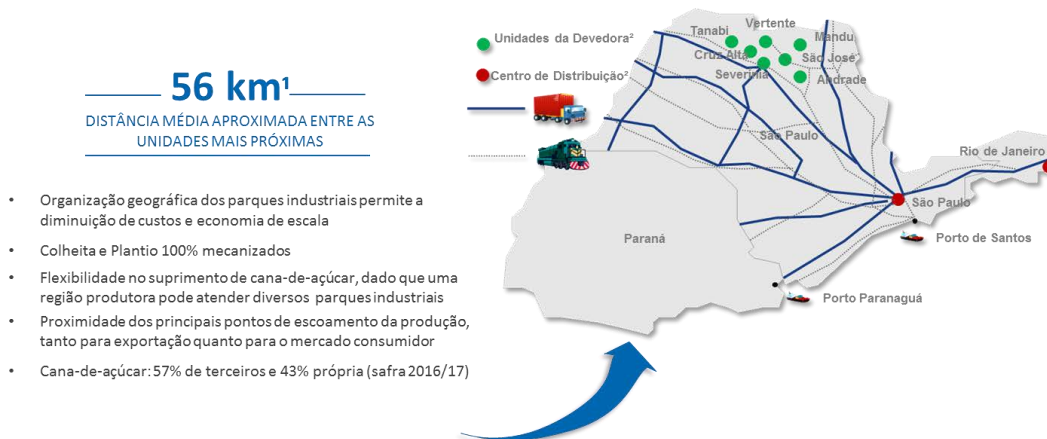 56 km¹
DISTÂNCIA MÉDIA APROXIMADA ENTRE AS
UNIDADES MAIS PRÓXIMAS
• Organização geográfica dos parques industriais permite a
diminuição de custos e economia de escala
• Colheita e Plantio 100% mecanizados
• Flexibilidade no suprimento de cana-de-açúcar, dado que uma
região produtora pode atender diversos parques industriais
• Proximidade dos principais pontos de escoamento da produção,
tanto para exportação quanto para o mercado consumidor
• Cana-de-açúcar: 57% de terceiros e 43% própria (safra 2016/17)
Unidades da Devedora²
Centro de Distribuição²
Vertente
Tanabi
Mandu
Cruz Alta
São José
Severínia
Andrade
São Paulo
Rio de Janeiro
São Paulo
Paraná
Porto de Santos
Porto Paranaguá